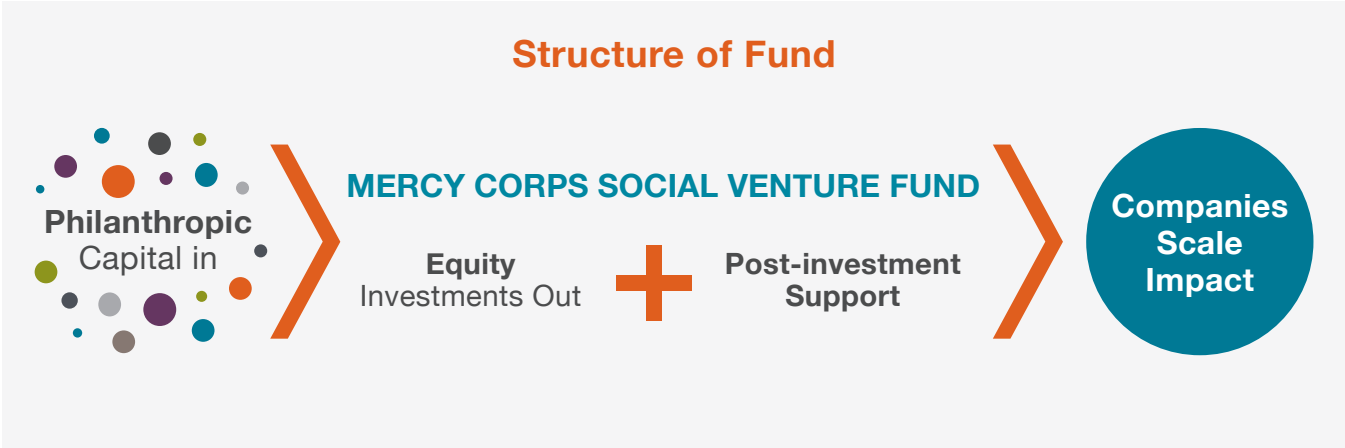 Structure of Fund
Philanthropic
Capital in
MERCY CORPS SOCIAL VENTURE FUND
Equity
Investments Out
Post-investment
Support
Companies
Scale
Impact